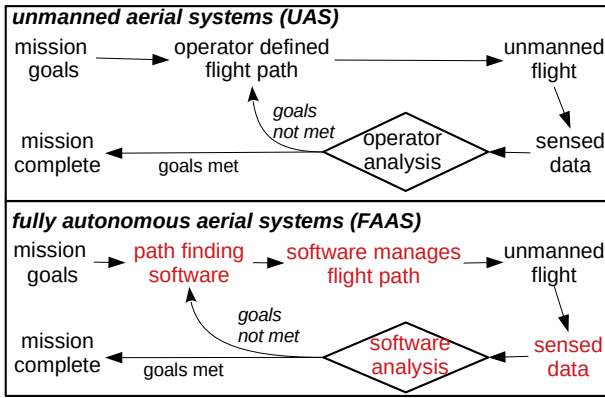 unmanned aerial systems (UAS)
mission
goals
operator defined
flight path
unmanned
flight
goals
not met
mission
complete
goals met
operator
analysis
sensed
data
fully autonomous aerial systems (FAAS)
mission
goals
path finding
software
software manages
flight path
unmanned
flight
goals
not met
mission
complete
goals met
software
analysis
sensed
data